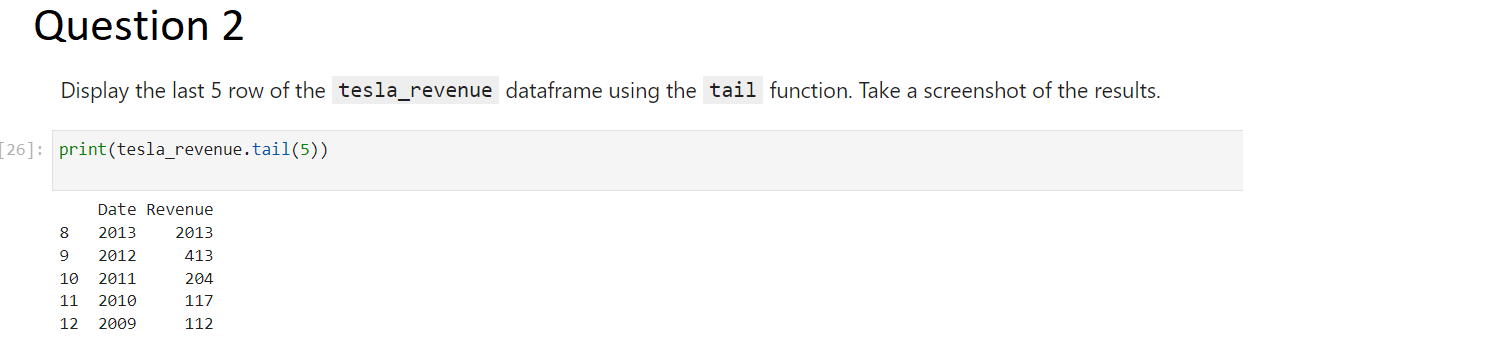 Question 2
Display the last 5 row of the tesla_revenue dataframe using the tail function. Take a screenshot of the results.
[26]: print(tesla_revenue.tail(5))
Date Revenue
8 2013 2013
9 2012 413
10 2011 204
11 2010 117
12 2009 112